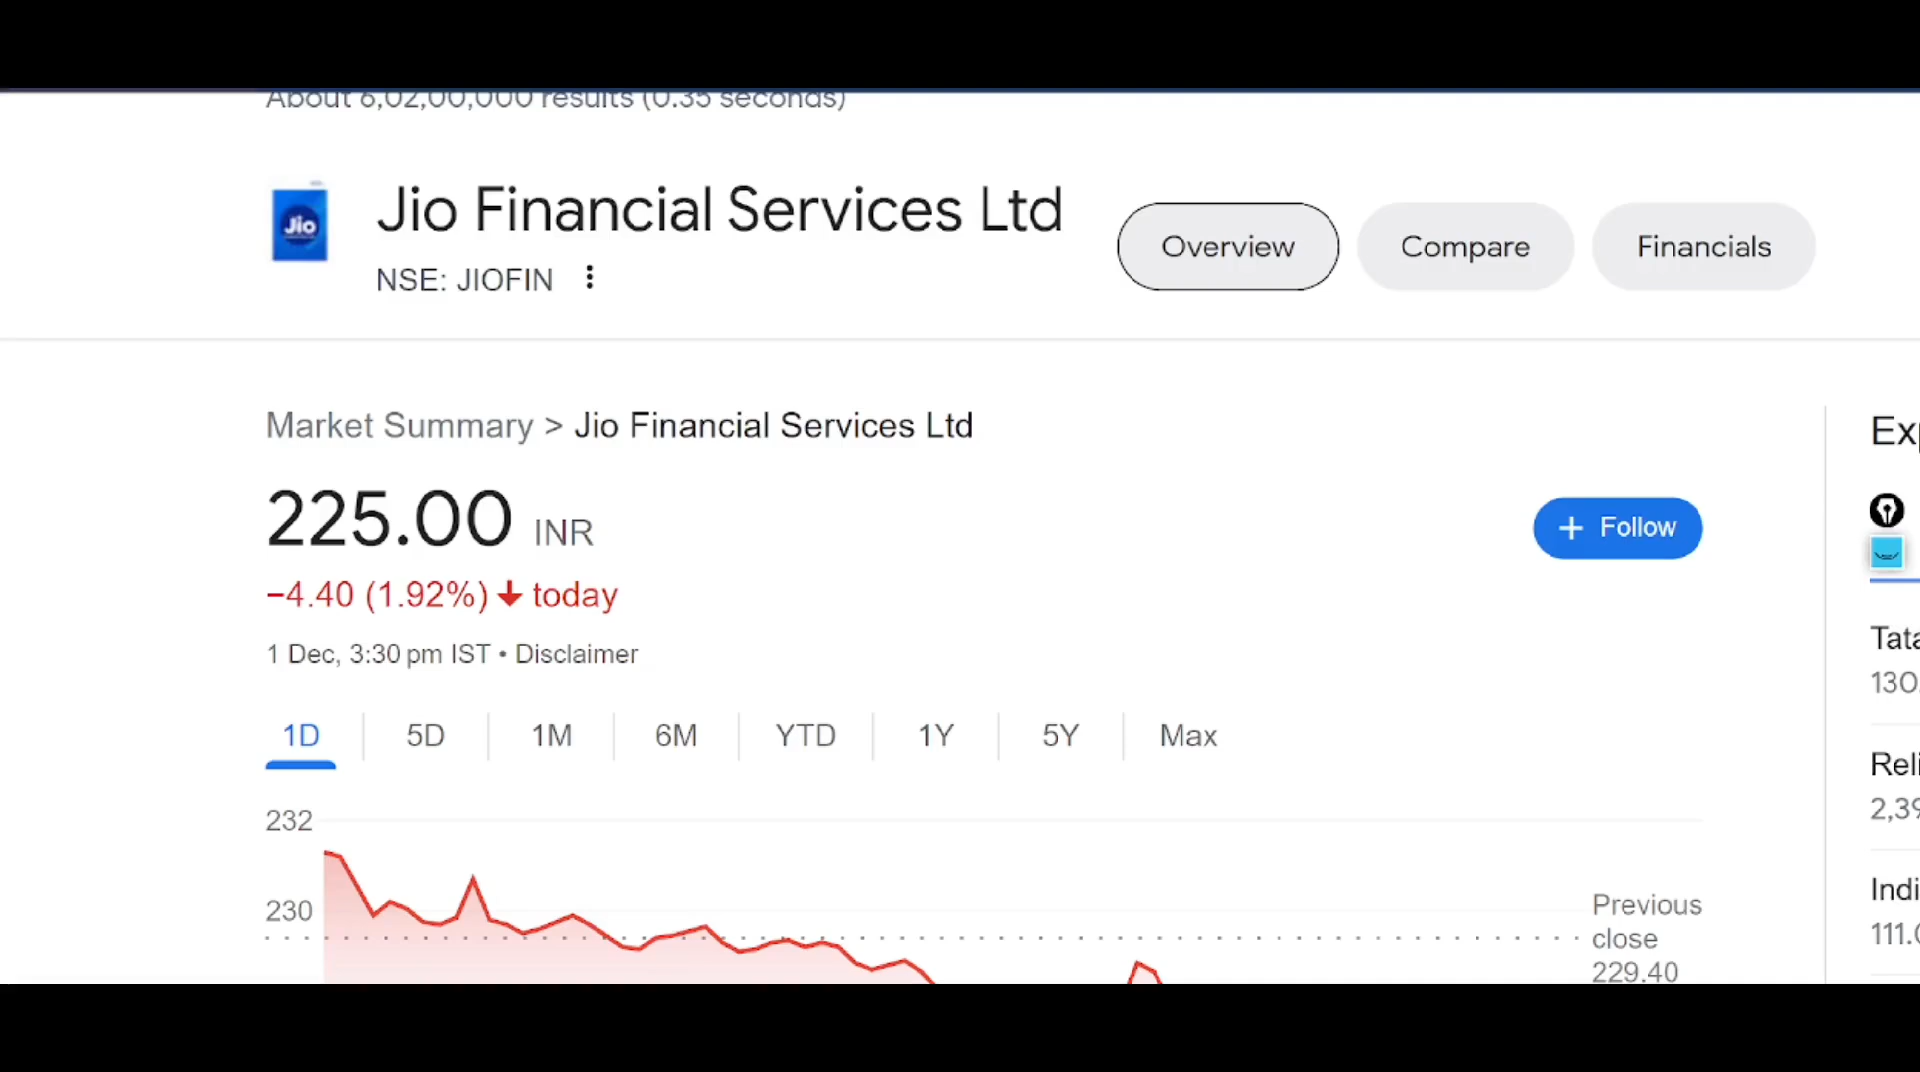 About 6,02,00,000 results (0.35 seconds)
Jio
Jio Financial Services Ltd
NSE: JIOFIN
Overview
Compare
Financials
Market Summary > Jio Financial Services Ltd
225.00 INR
+ Follow
−4.40 (1.92%) today
1 Dec, 3:30 pm IST • Disclaimer
1D 5D 1M 6M YTD 1Y 5Y Max
232
230
Previous
close
229.40